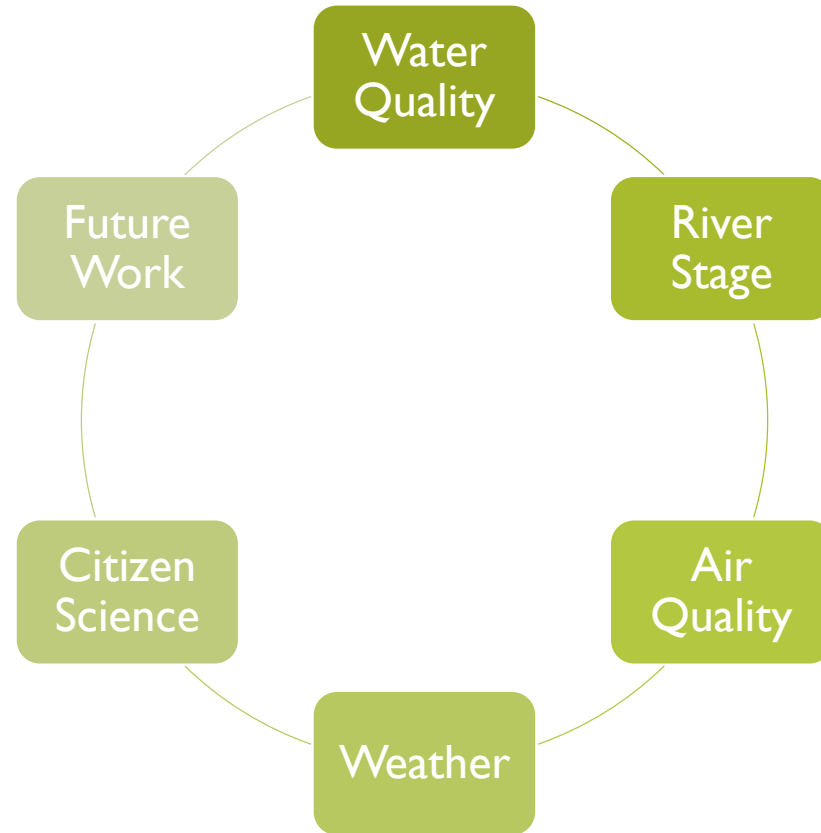 Water
Quality
River
Stage
Air
Quality
Weather
Citizen
Science
Future
Work